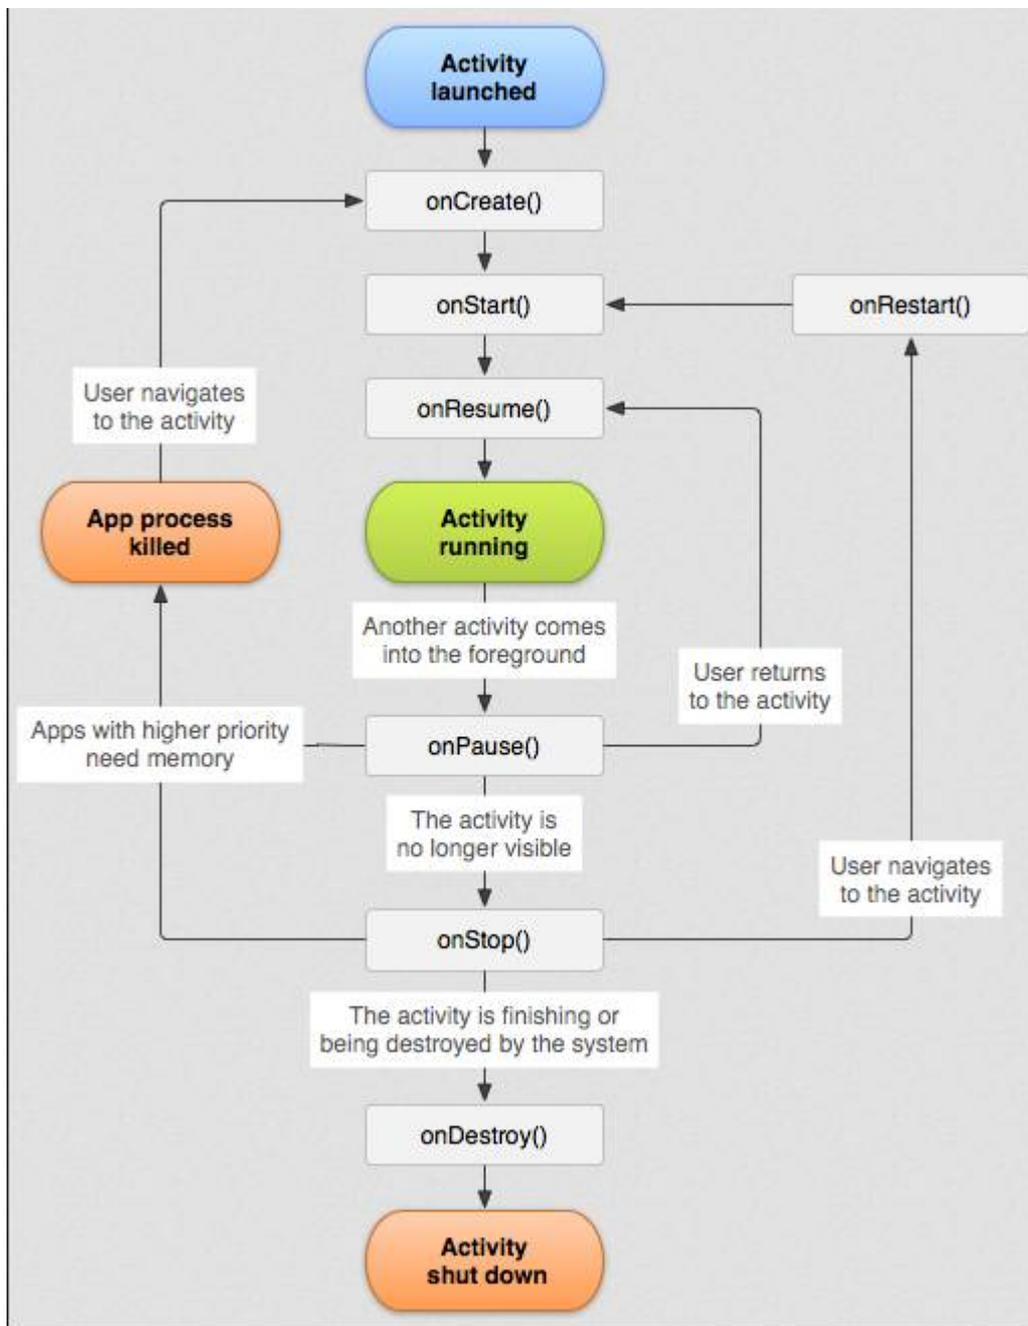 Activity
launched
onCreate()
onStart()
onRestart()
User navigates
to the activity
onResume()
App process
killed
Activity
running
Another activity comes
into the foreground
User returns
to the activity
Apps with higher priority
need memory
onPause()
The activity is
no longer visible
User navigates
to the activity
onStop()
The activity is finishing or
being destroyed by the system
onDestroy()
Activity
shut down